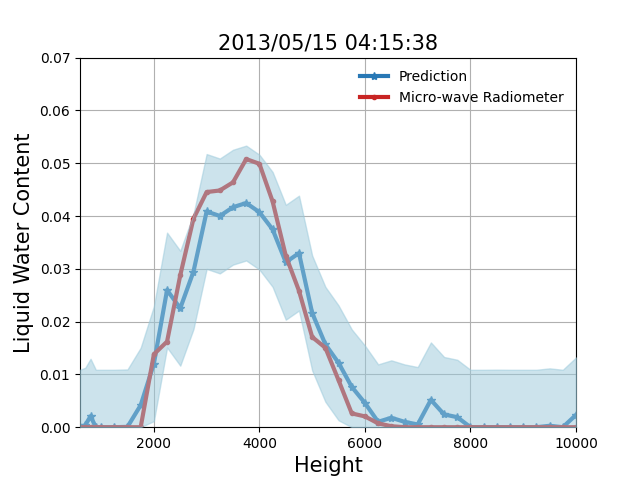 2013/05/15 04:15:38
0.07
0.06
0.05
0.04
0.03
0.02
0.01
0.00
Liquid Water Content
Prediction
Micro-wave Radiometer
2000 4000 6000 8000 10000
Height